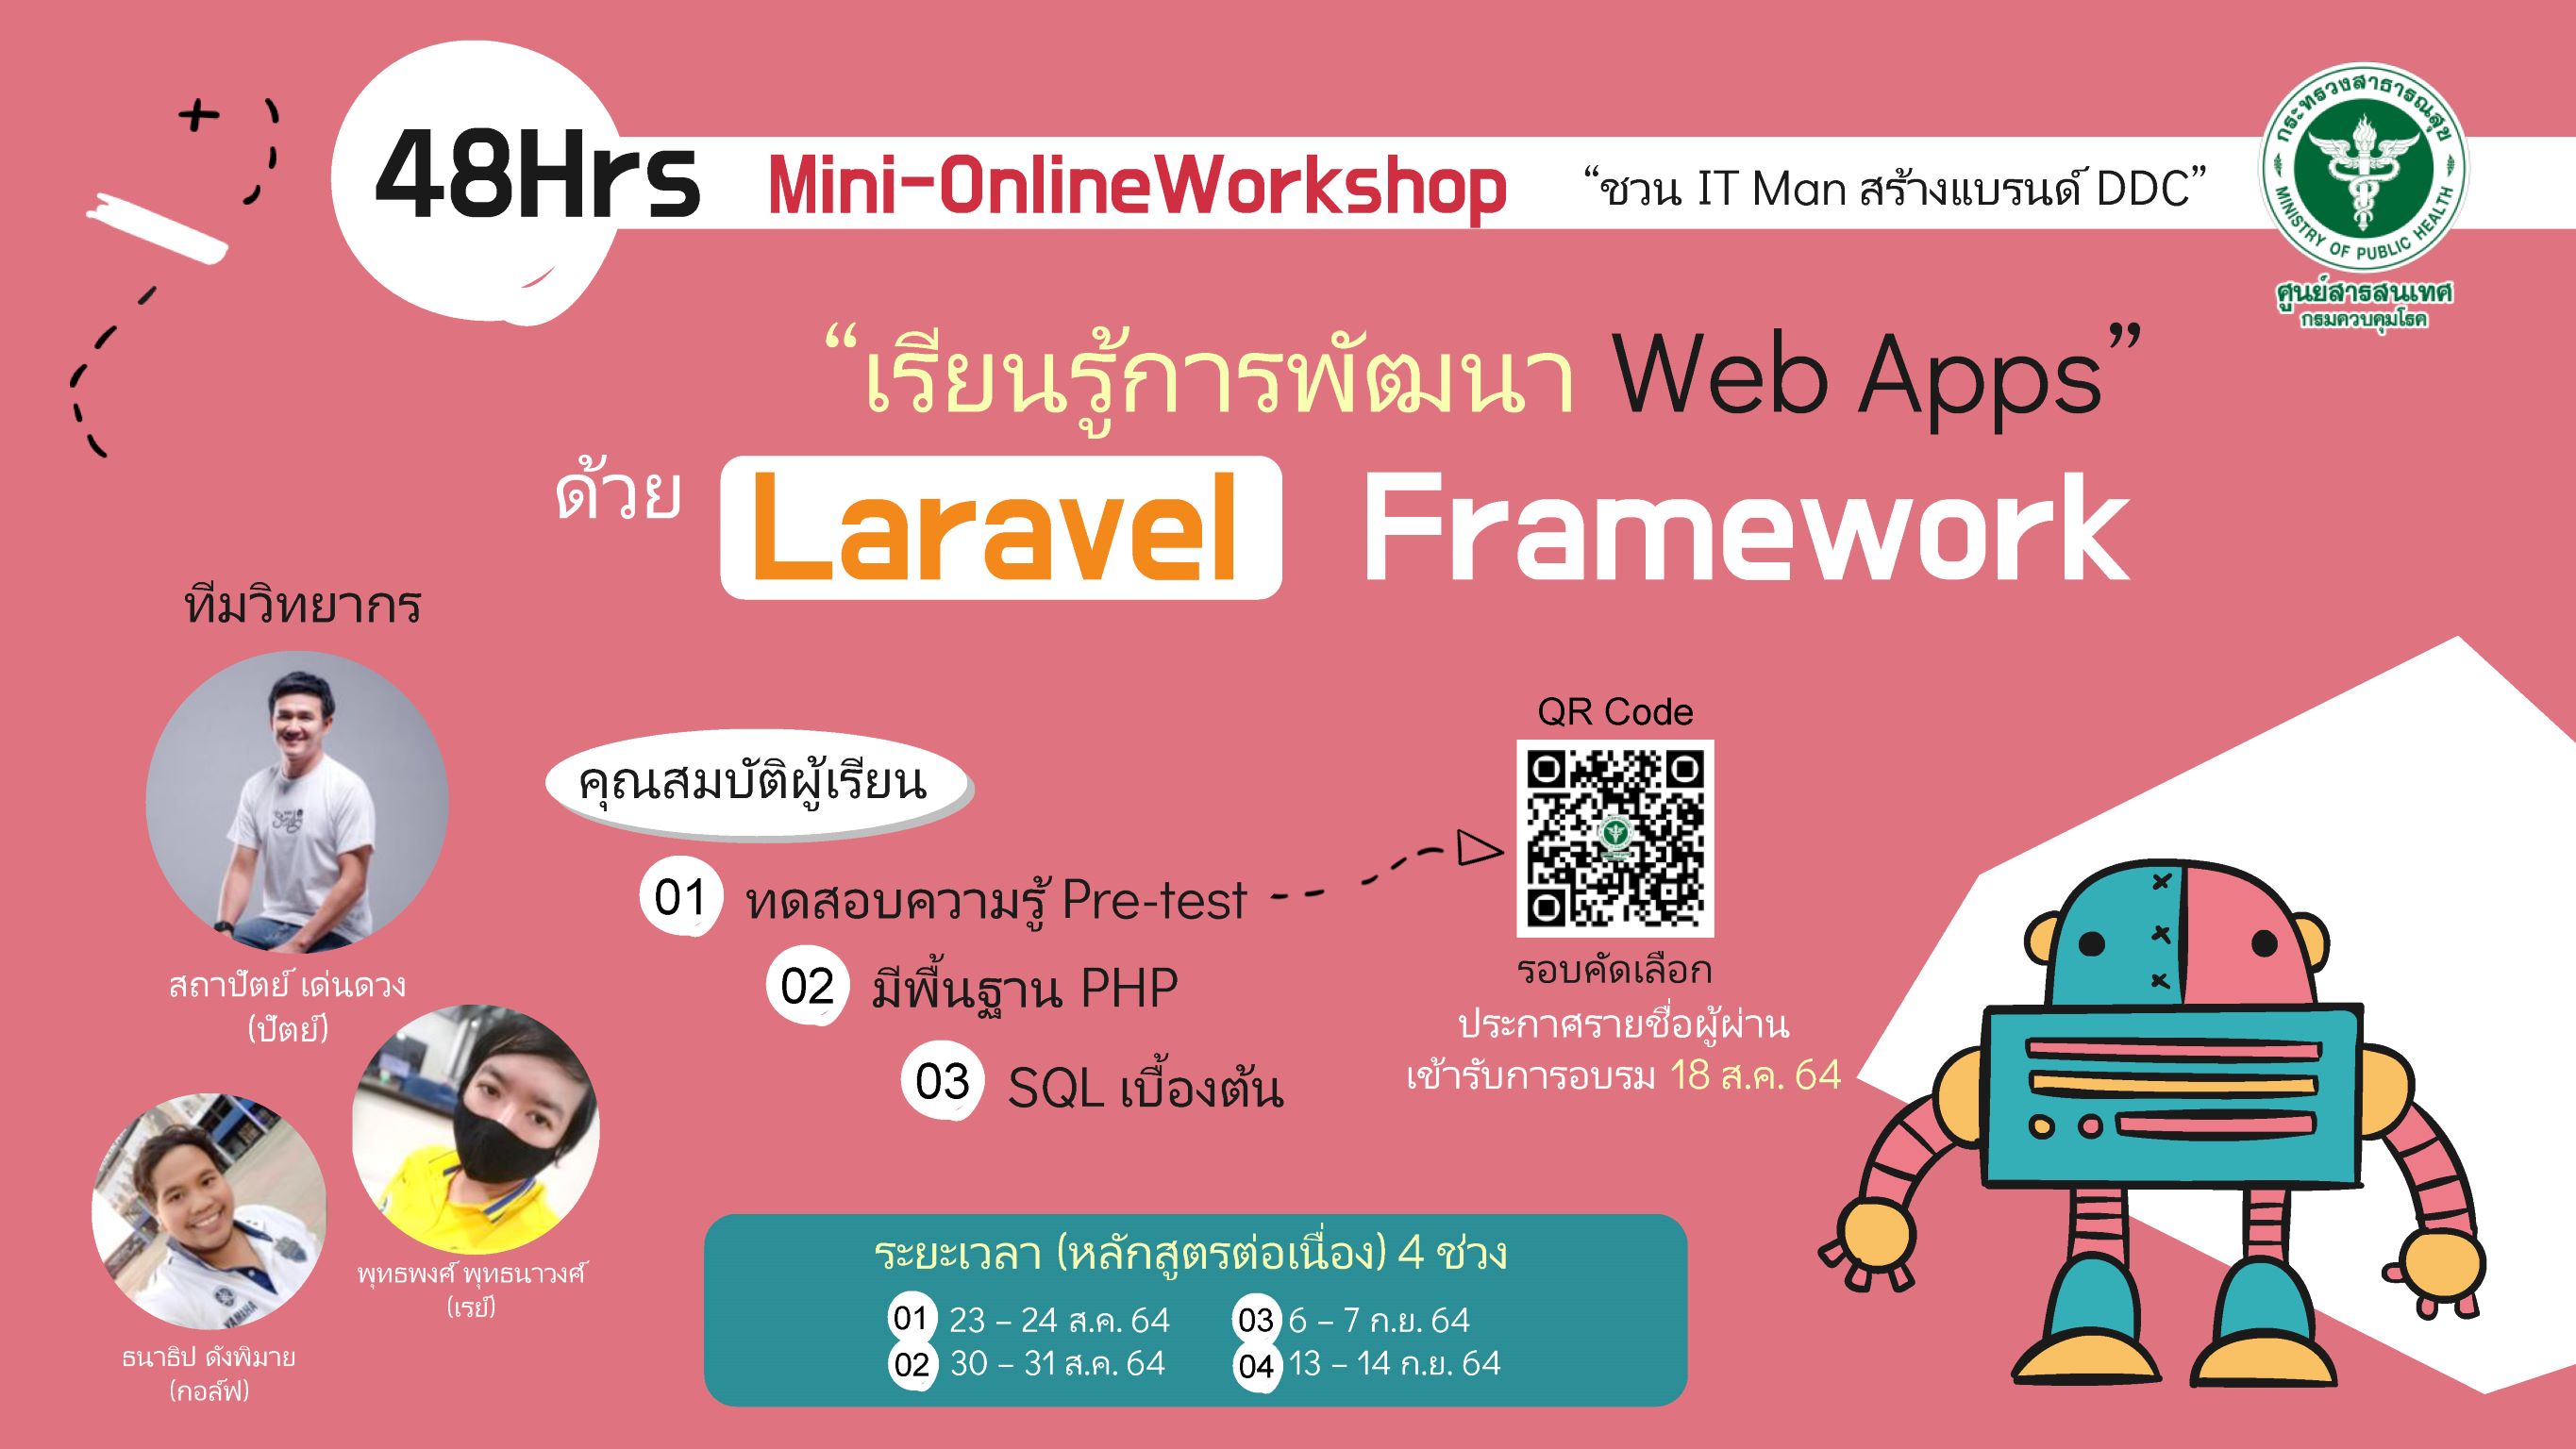 48Hrs Mini-OnlineWorkshop “ชวน IT Man สร้างแบรนด์ DDC”
กระทรวงสาธารณสุข
MINISTRY OF PUBLIC HEALTH
ศูนย์สารสนเทศ
กรมควบคุมโรค
“เรียนรู้การพัฒนา Web Apps”
ด้วย Laravel Framework
ทีมวิทยากร
สถาปัตย์ เด่นดวง
(ปัตย์)
พุทธพงศ์ พุทธนาวงศ์
(เรย์)
ธนาธิป ดังพิมาย
(กอล์ฟ)
YAMAHA
คุณสมบัติผู้เรียน
01 ทดสอบความรู้ Pre-test
02 มีพื้นฐาน PHP
03 SQL เบื้องต้น
QR Code
รอบคัดเลือก
ประกาศรายชื่อผู้ผ่าน
เข้ารับการอบรม 18 ส.ค. 64
ระยะเวลา (หลักสูตรต่อเนื่อง) 4 ช่วง
01 23 – 24 ส.ค. 64
02 30 – 31 ส.ค. 64
03 6 – 7 ก.ย. 64
04 13 – 14 ก.ย. 64